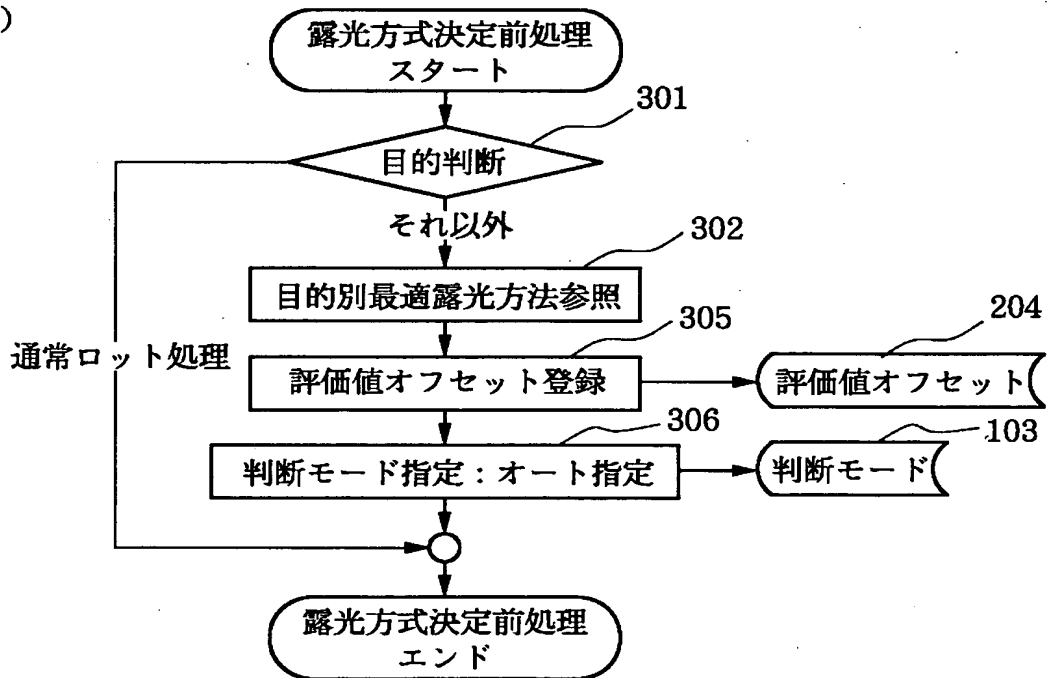 )
露光方式決定前処理
スタート
301
目的判断
それ以外
302
目的別最適露光方法参照
305
204
通常ロット処理
評価値オフセット登録
評価値オフセット
306
103
判断モード指定：オート指定
判断モード
露光方式決定前処理
エンド